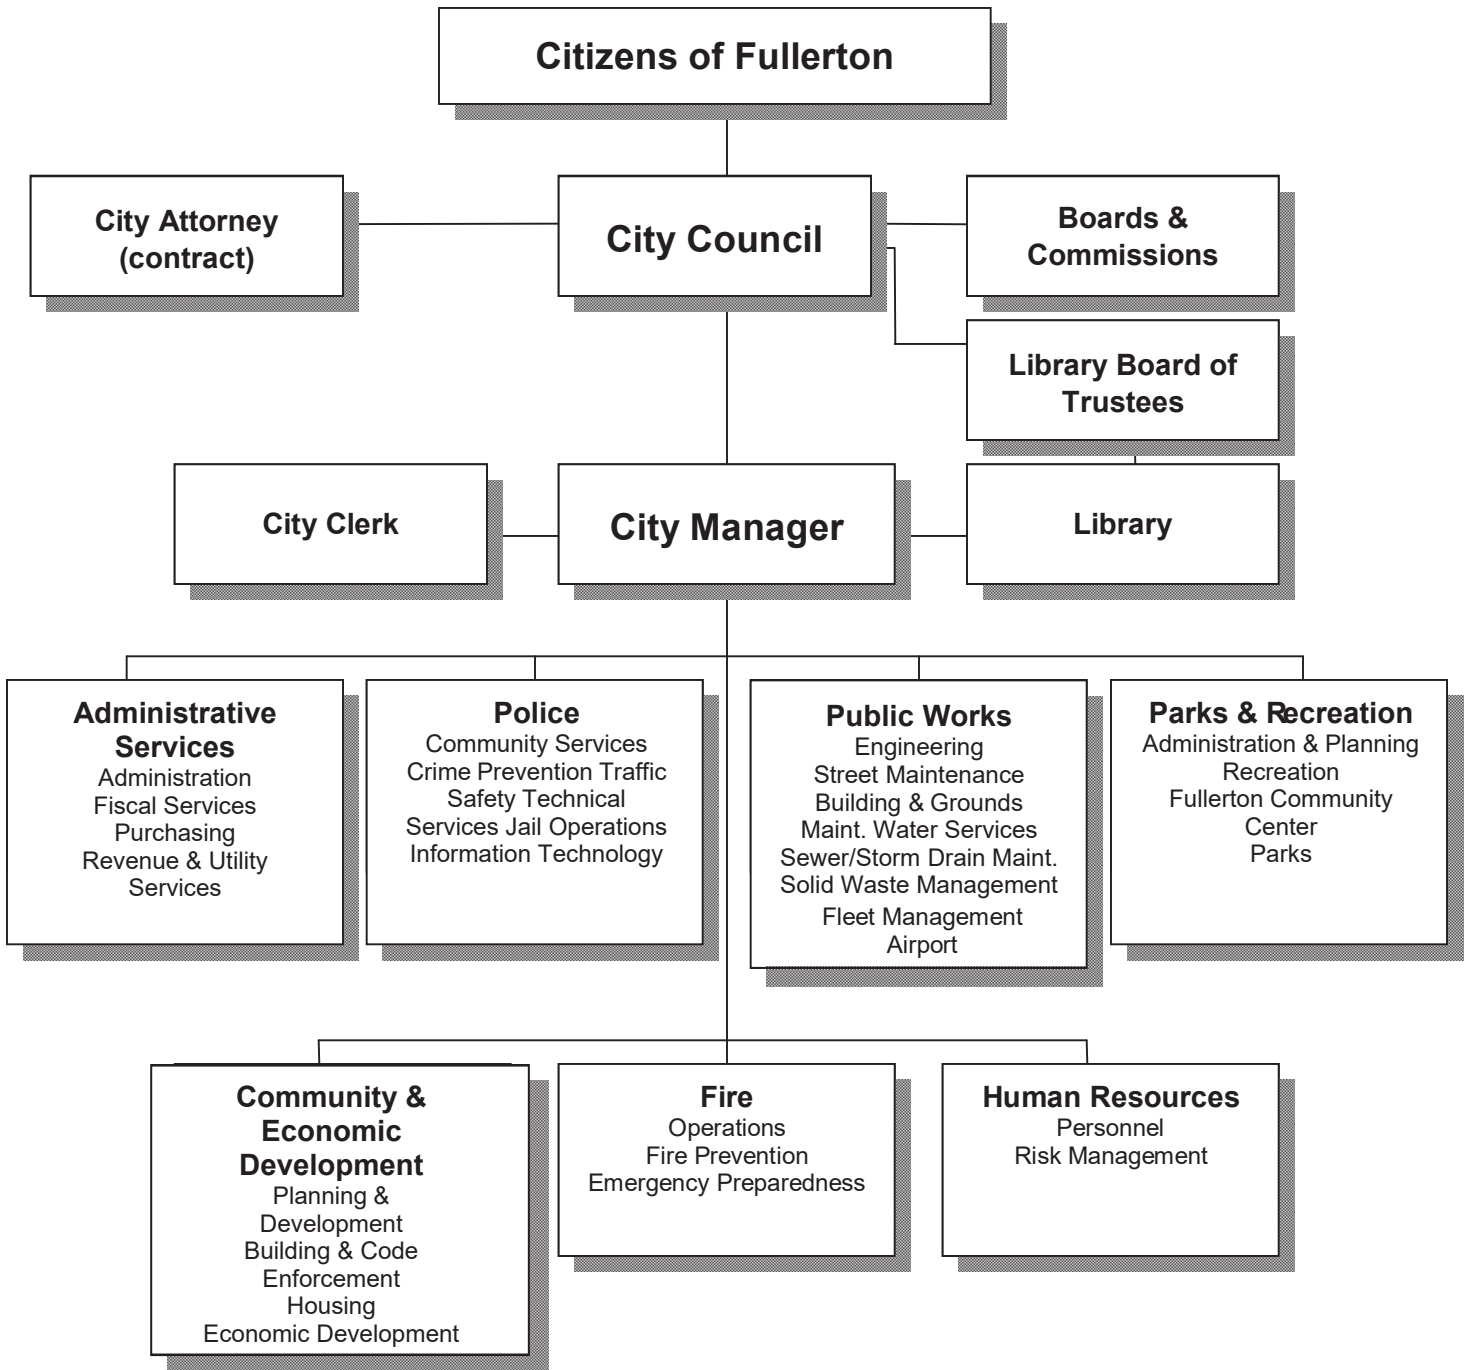 Citizens of Fullerton
City Attorney
(contract)
City Council
Boards &
Commissions
Library Board of
Trustees
City Clerk
City Manager
Library
Administrative
Services
Administration
Fiscal Services
Purchasing
Revenue & Utility
Services
Police
Community Services
Crime Prevention Traffic
Safety Technical
Services Jail Operations
Information Technology
Public Works
Engineering
Street Maintenance
Building & Grounds
Maint. Water Services
Sewer/Storm Drain Maint.
Solid Waste Management
Fleet Management
Airport
Parks & Recreation
Administration & Planning
Recreation
Fullerton Community
Center
Parks
Community &
Economic
Development
Planning &
Development
Building & Code
Enforcement
Housing
Economic Development
Fire
Operations
Fire Prevention
Emergency Preparedness
Human Resources
Personnel
Risk Management